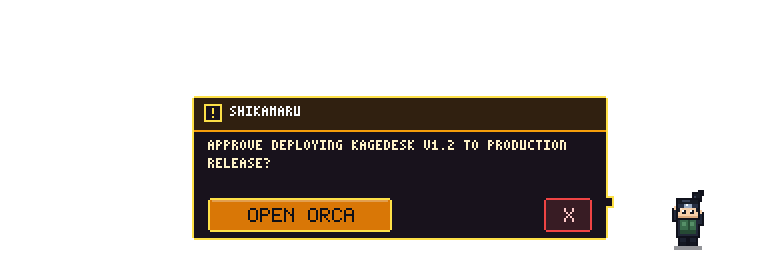 !
SHIKAMARU
APPROVE DEPLOYING KAGEDESK V1.2 TO PRODUCTION
RELEASE?
OPEN ORCA
X